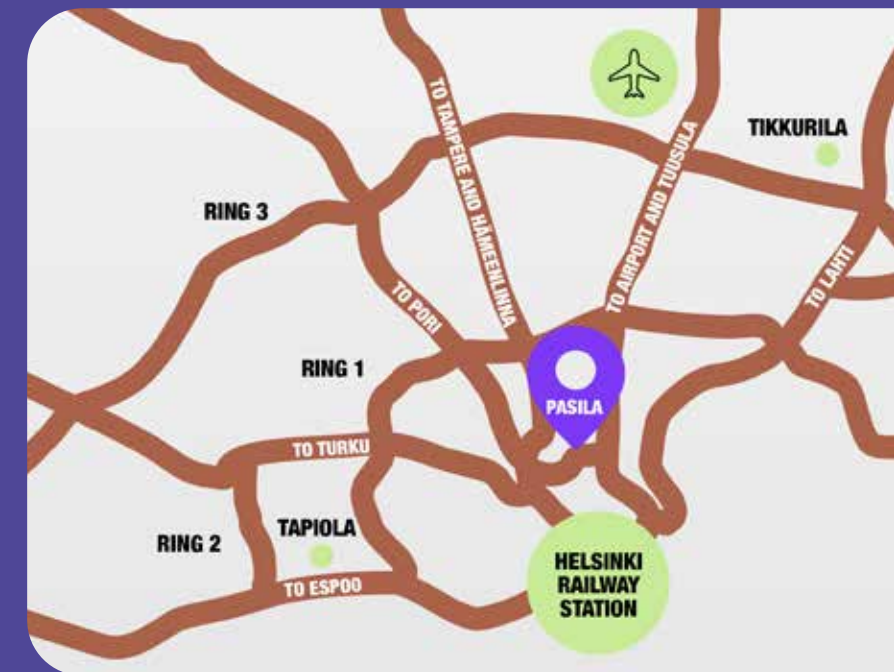 TO TAMPERE AND HÄMEENLINNA
TIKKURILA
TO AIRPORT AND TUUSULA
RING 3
TO LAHTI
TO PORI
RING 1
PASILA
TO TURKU
TAPIOLA
RING 2
HELSINKI
RAILWAY
STATION
TO ESPOO